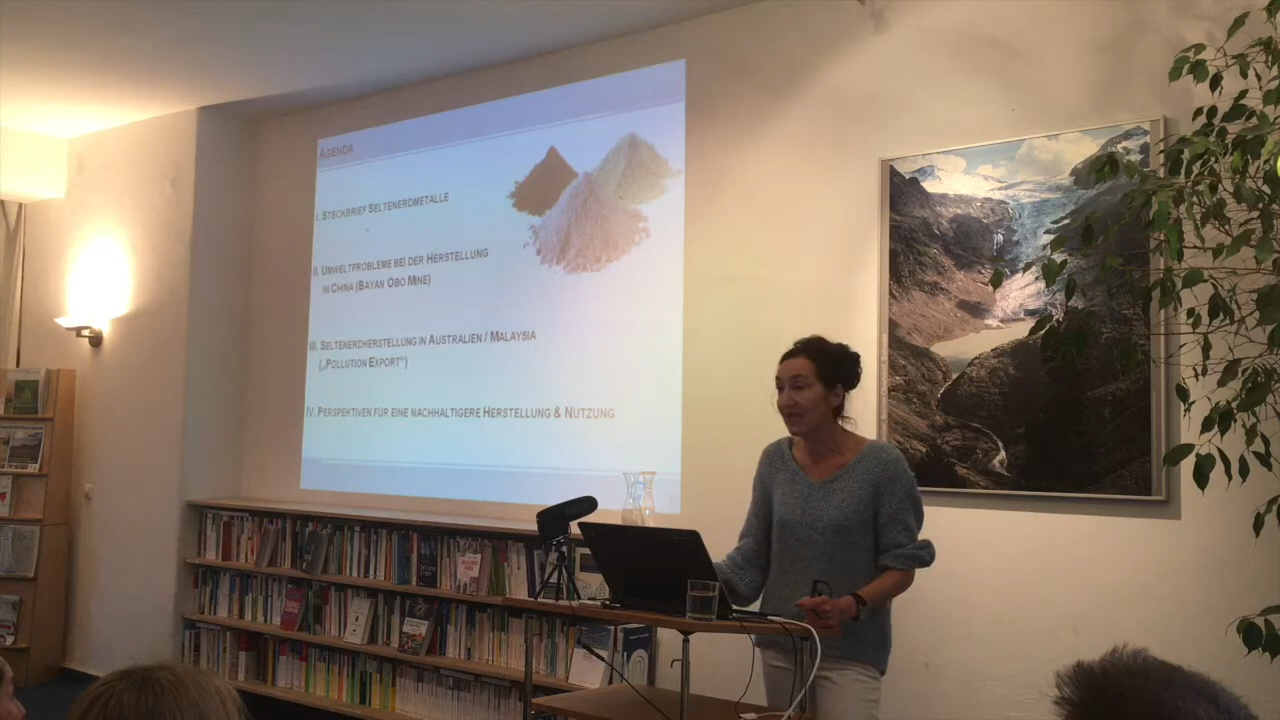 AGENDA
I. STECKBRIEF SELTENERDMETALLE
II. UMWELTPROBLEME BEI DER HERSTELLUNG
IN CHINA (BAYAN OBO MINE)
III. SELTENERDHERSTELLUNG IN AUSTRALIEN / MALAYSIA
(„POLLUTION EXPORT“)
IV. PERSPEKTIVEN FÜR EINE NACHHALTIGERE HERSTELLUNG & NUTZUNG